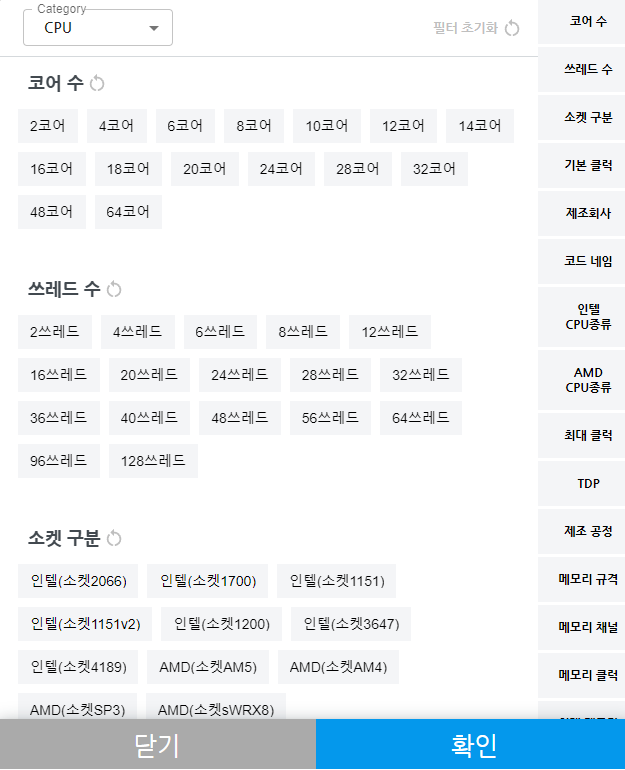 Category
CPU
필터 초기화
코어 수
2코어 4코어 6코어 8코어 10코어 12코어 14코어
16코어 18코어 20코어 24코어 28코어 32코어
48코어 64코어
쓰레드 수
2쓰레드 4쓰레드 6쓰레드 8쓰레드 12쓰레드
16쓰레드 20쓰레드 24쓰레드 28쓰레드 32쓰레드
36쓰레드 40쓰레드 48쓰레드 56쓰레드 64쓰레드
96쓰레드 128쓰레드
소켓 구분
인텔(소켓2066) 인텔(소켓1700) 인텔(소켓1151)
인텔(소켓1151v2) 인텔(소켓1200) 인텔(소켓3647)
인텔(소켓4189) AMD(소켓AM5) AMD(소켓AM4)
AMD(소켓SP3) AMD(소켓sWRX8)
코어 수
쓰레드 수
소켓 구분
기본 클럭
제조회사
코드 네임
인텔
CPU종류
AMD
CPU종류
최대 클럭
TDP
제조 공정
메모리 규격
메모리 채널
메모리 클럭
닫기 확인